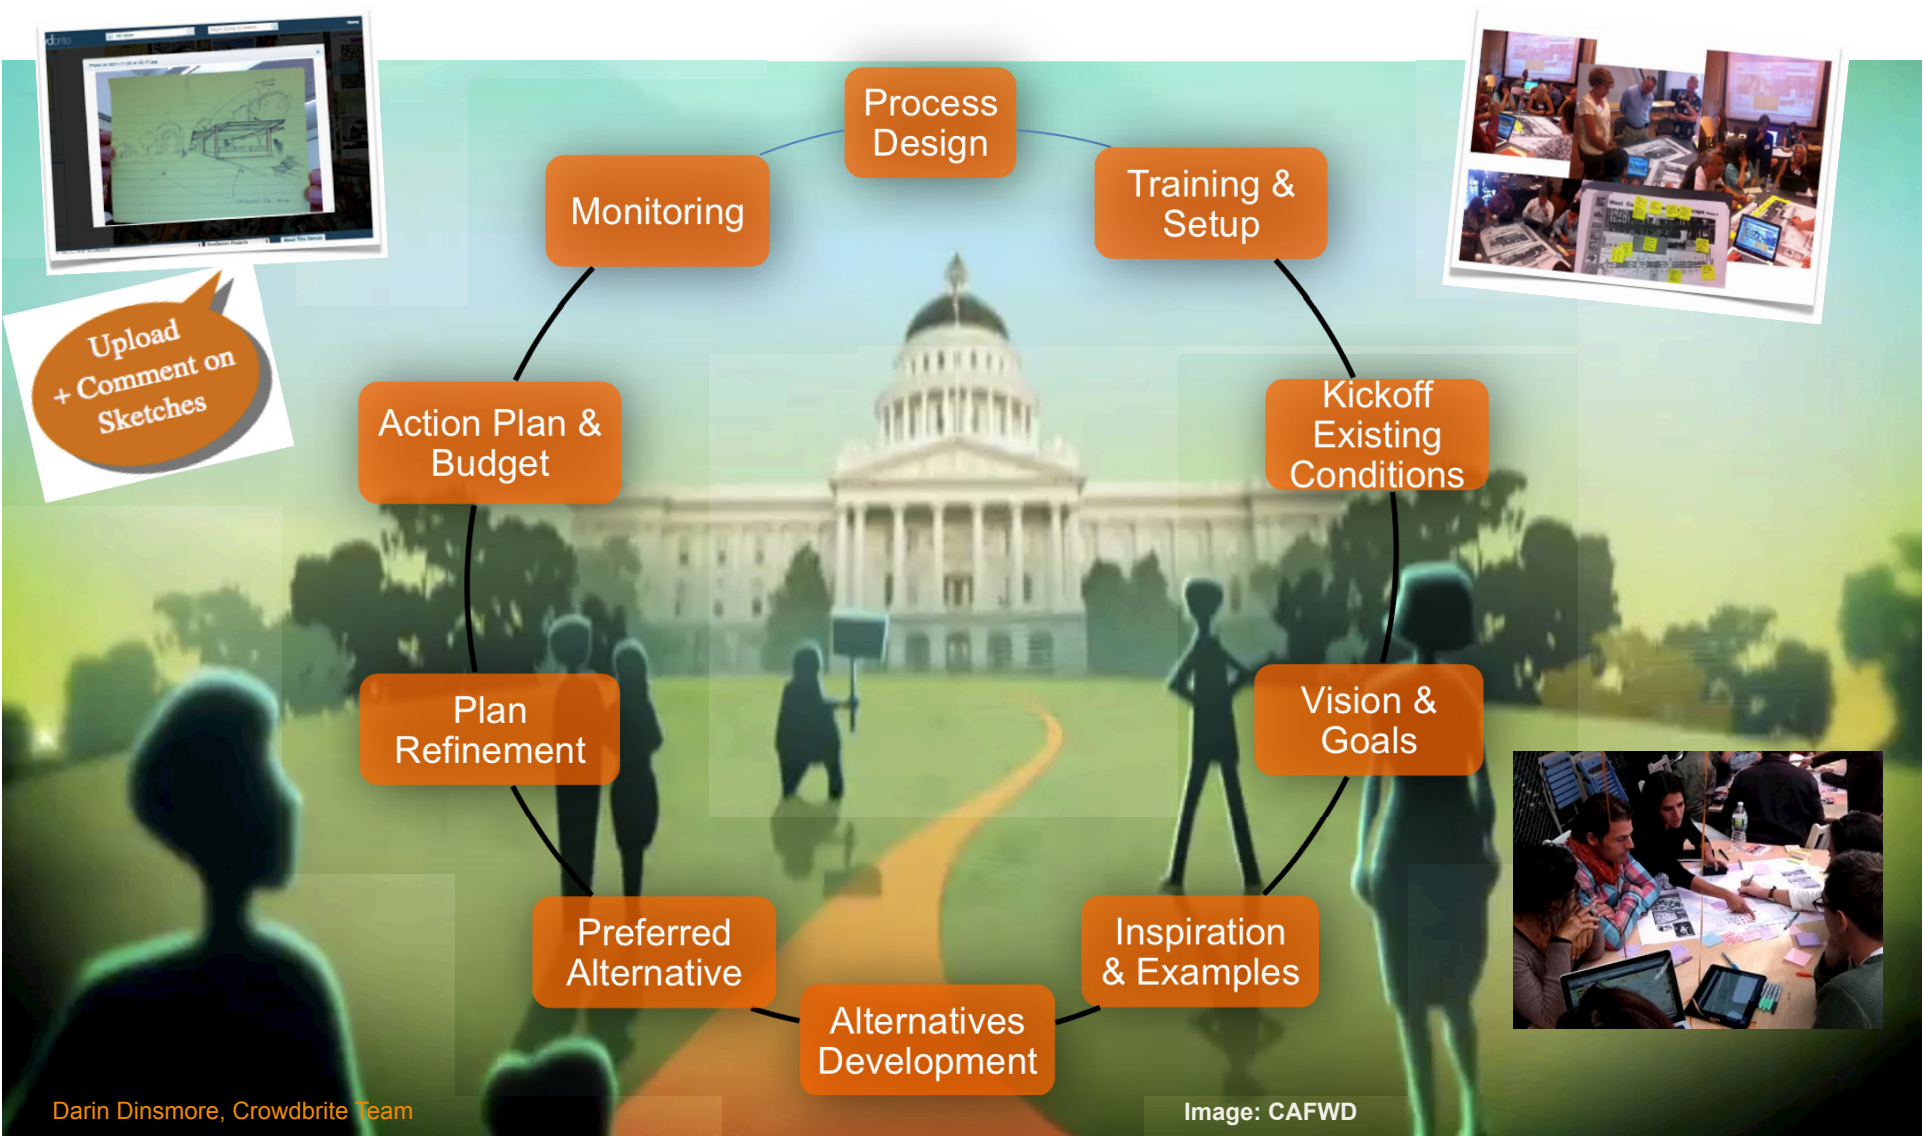 Process
Design
Training &
Setup
Kickoff
Existing
Conditions
Vision &
Goals
Inspiration
& Examples
Alternatives
Development
Preferred
Alternative
Plan
Refinement
Action Plan &
Budget
Monitoring
Upload
+ Comment on
Sketches
Darin Dinsmore, Crowdbrite Team
Image: CAFWD